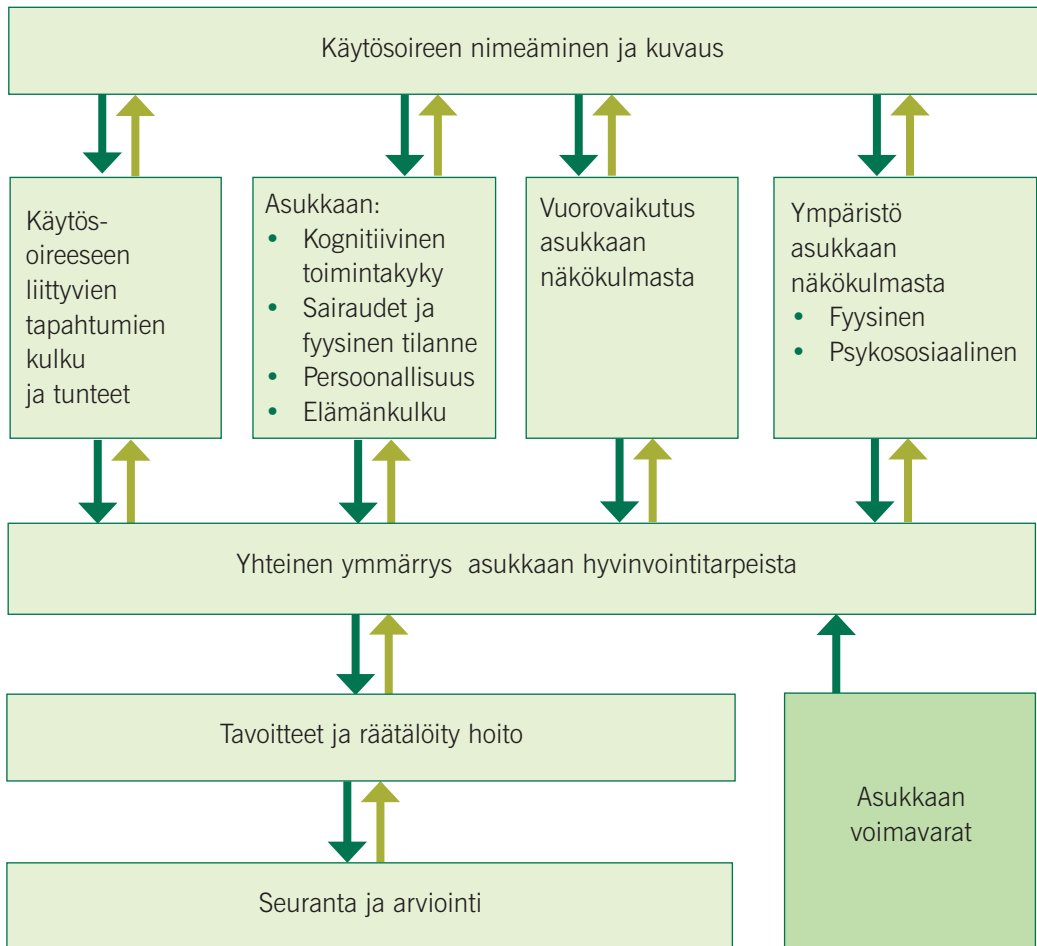 Käytösoireen nimeäminen ja kuvaus
Käytös-
oireeseen
liittyvien
tapahtumien
kulku
ja tunteet
Asukkaan:
• Kognitiivinen
toimintakyky
• Sairaudet ja
fyysinen tilanne
• Persoonallisuus
• Elämänkulku
Vuorovaikutus
asukkaan
näkökulmasta
Ympäristö
asukkaan
näkökulmasta
• Fyysinen
• Psykososiaalinen
Yhteinen ymmärrys asukkaan hyvinvointitarpeista
Tavoitteet ja räätälöity hoito
Asukkaan
voimavarat
Seuranta ja arviointi